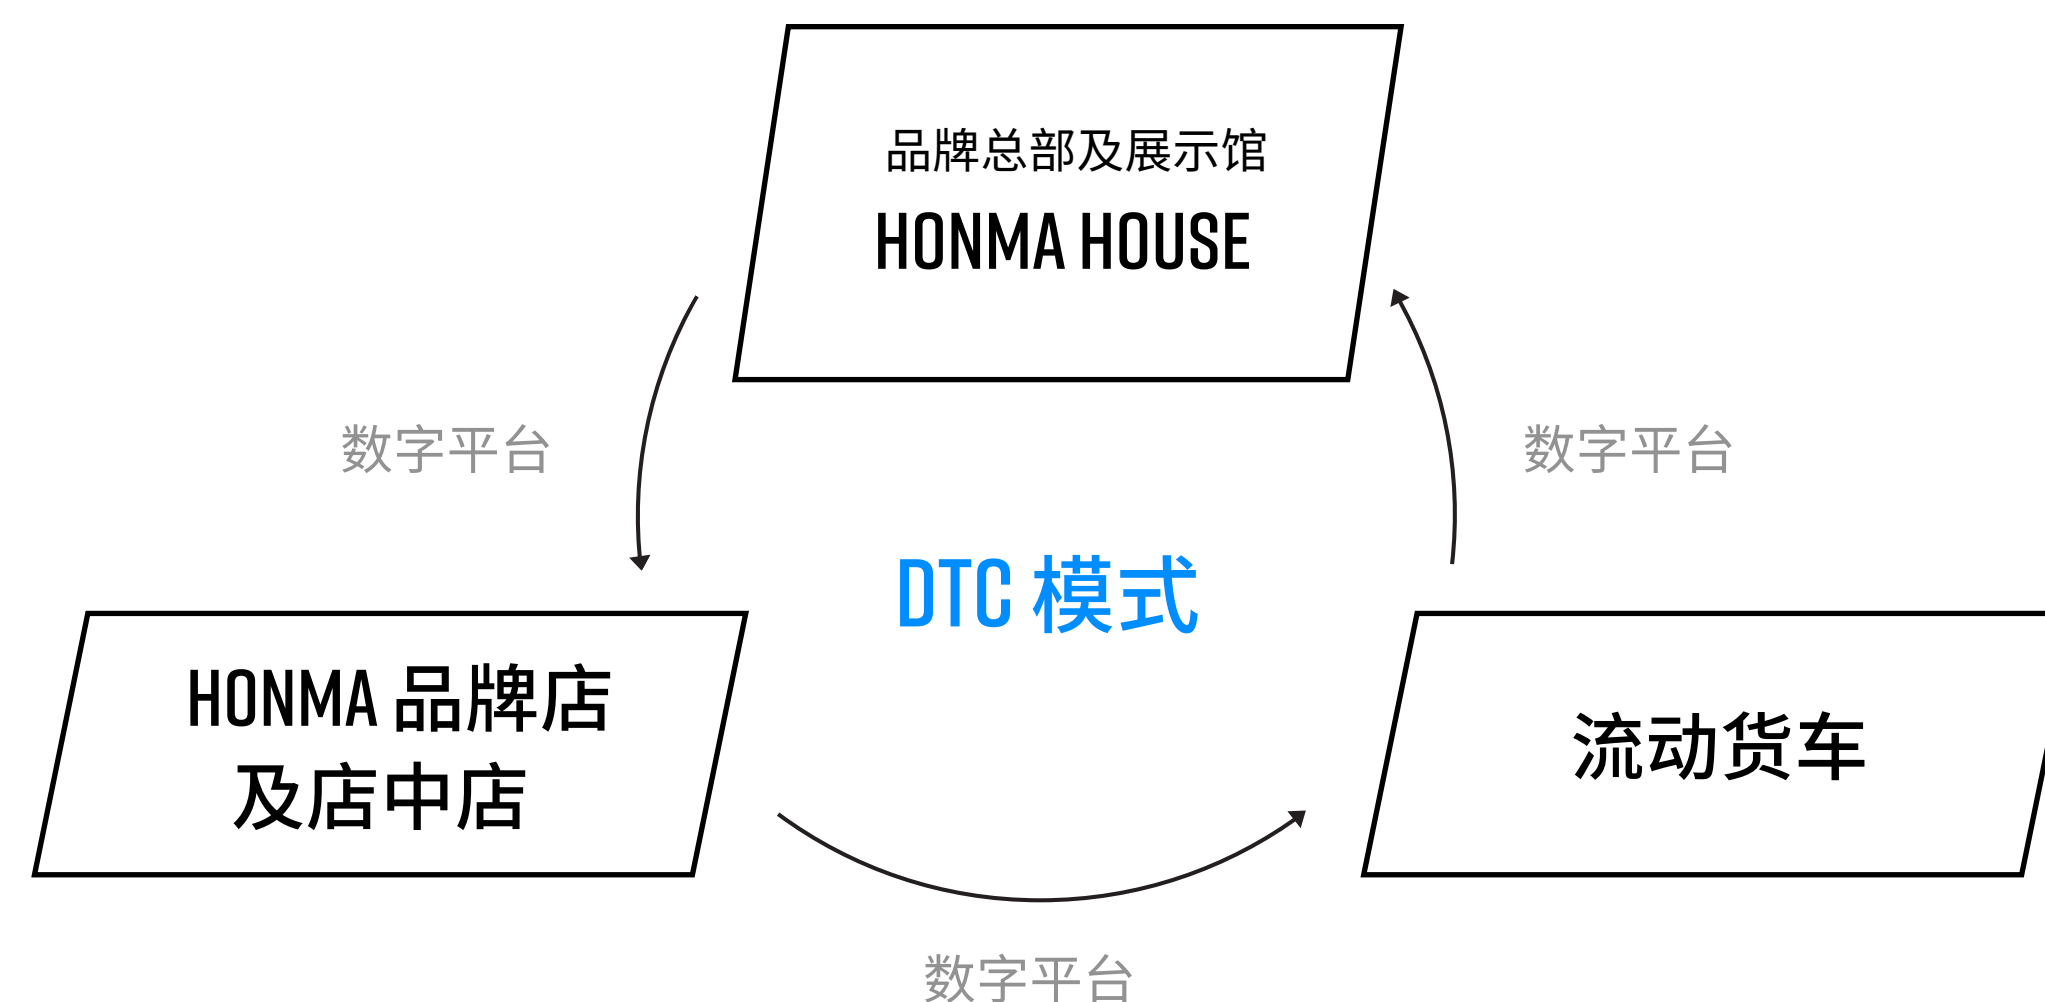 品牌总部及展示馆
HONMA HOUSE
数字平台
数字平台
DTC 模式
HONMA 品牌店
及店中店
流动货车
数字平台